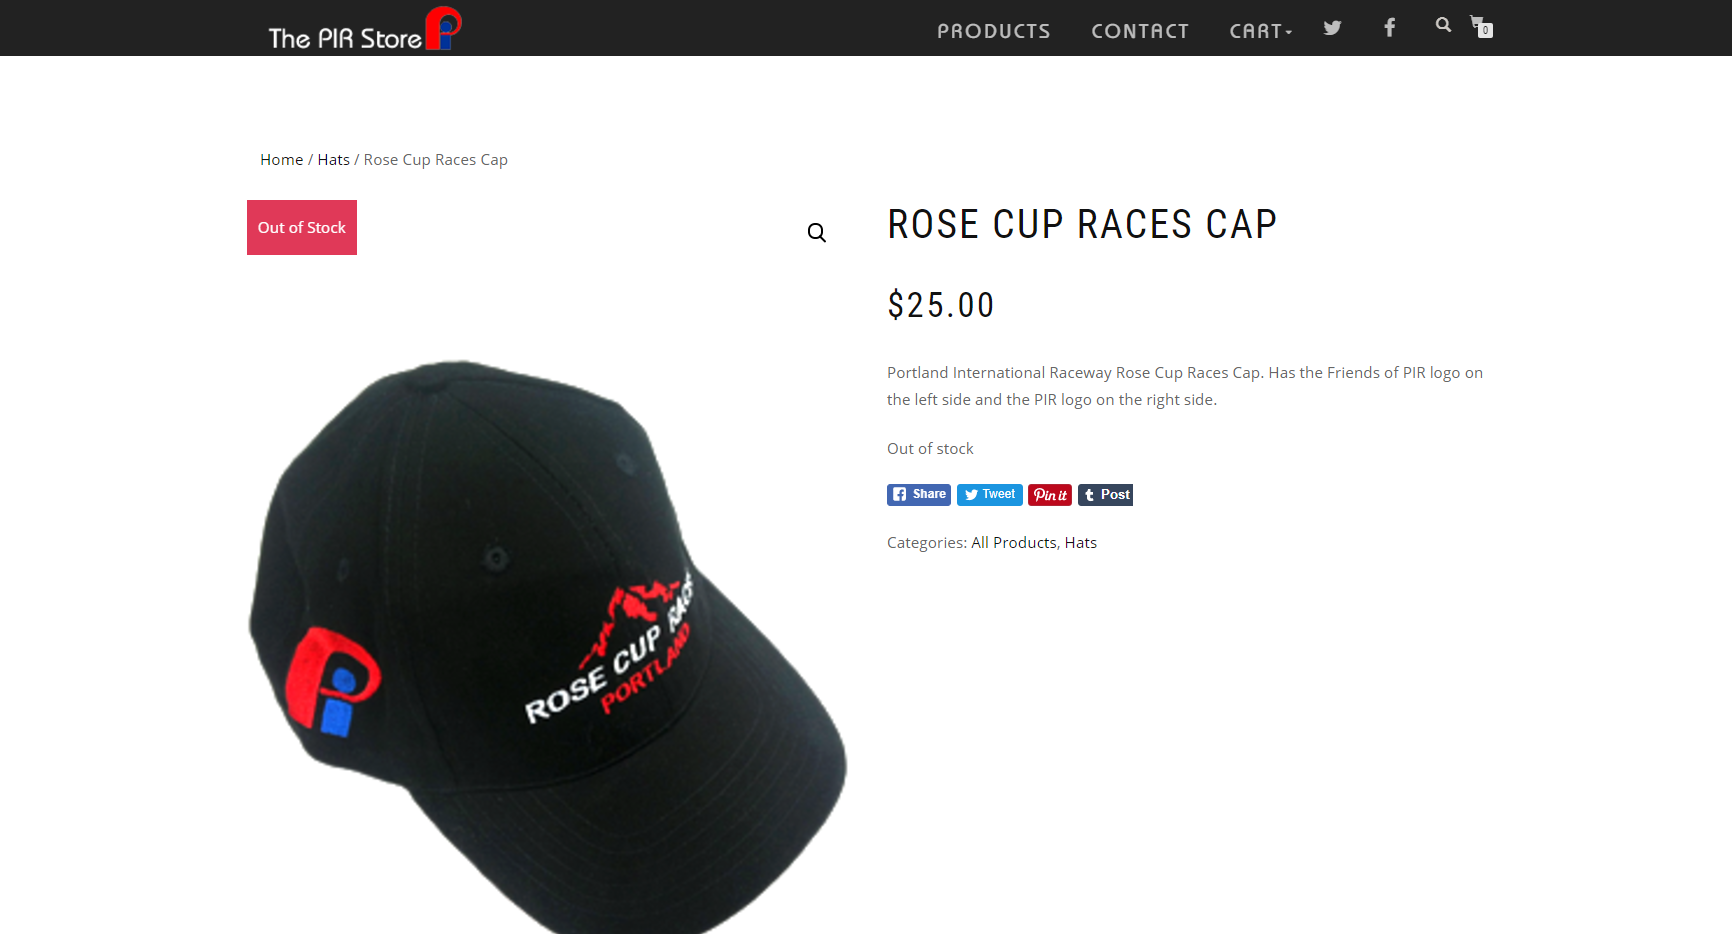 The PIR Store
PRODUCTS
CONTACT
CART
0
Home / Hats / Rose Cup Races Cap
Out of Stock
ROSE CUP RACES CAP
$25.00
Portland International Raceway Rose Cup Races Cap. Has the Friends of PIR logo on
the left side and the PIR logo on the right side.
Out of stock
Share
Tweet
Pin it
Post
Categories: All Products, Hats
ROSE CUP
PORTLAND